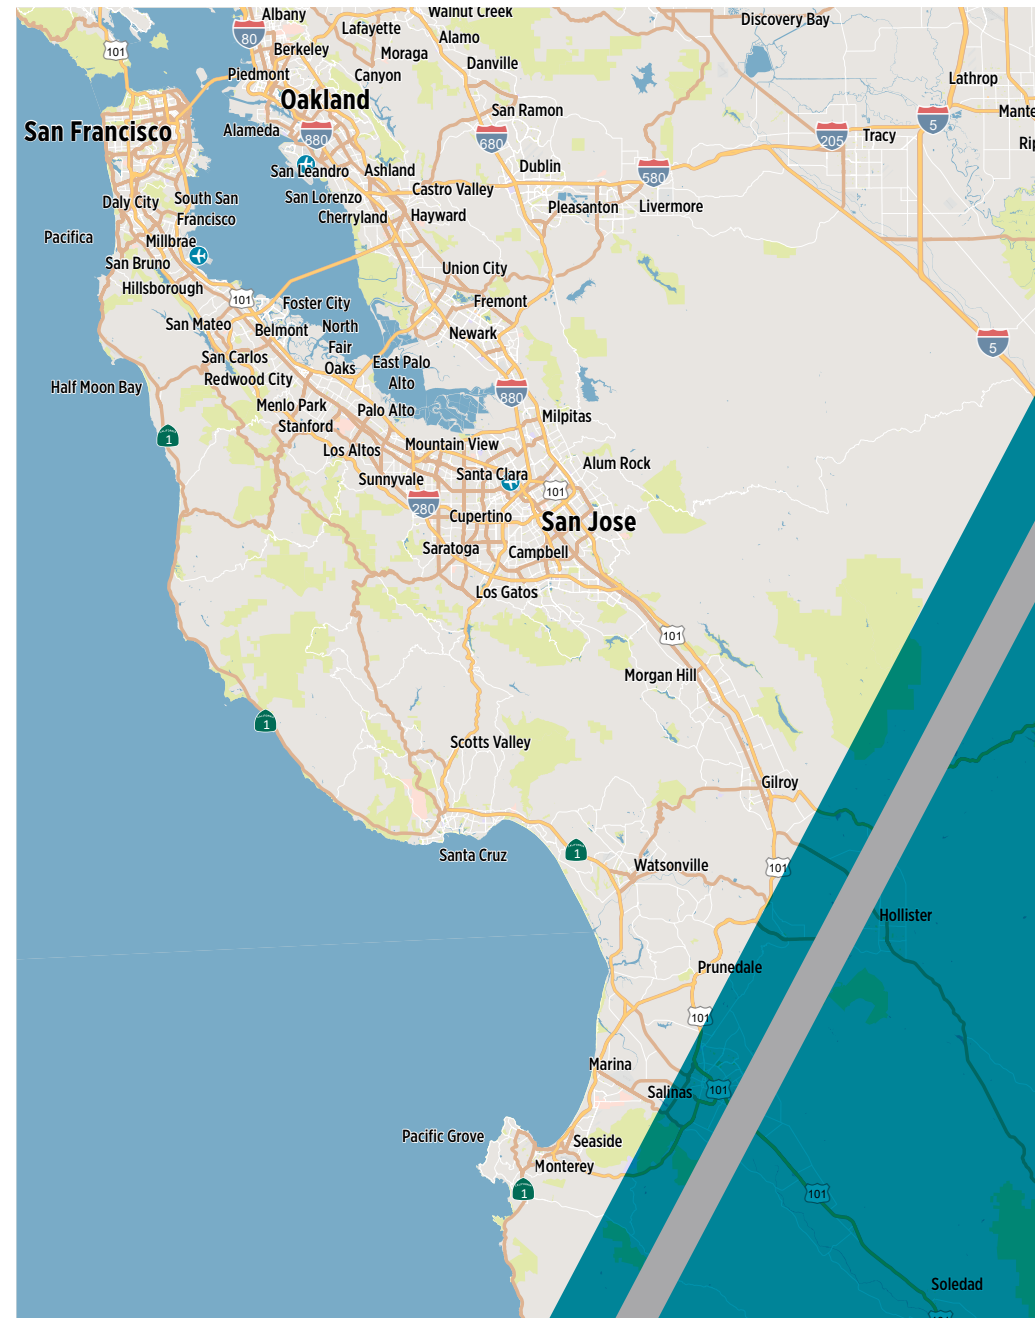 Albany
Walnut Creek
Discovery Bay
Lafayette
Alamo
80
101
Berkeley
Moraga
Danville
Piedmont
Canyon
Lathrop
Oakland
San Ramon
San Francisco
Alameda
880
680
205
Tracy
5
San Leandro
Ashland
Dublin
580
Castro Valley
Daly City
South San
Francisco
San Lorenzo
Cherryland
Hayward
Pleasanton
Livermore
Pacifica
Millbrae
San Bruno
Union City
Hillsborough
101
Foster City
Fremont
San Mateo
Belmont
North
Fair
Oaks
Newark
5
San Carlos
East Palo
Alto
Redwood City
Half Moon Bay
880
Menlo Park
Palo Alto
Milpitas
Stanford
1
Los Altos
Mountain View
Alum Rock
Sunnyvale
Santa Clara
101
280
Cupertino
San Jose
Saratoga
Campbell
Los Gatos
101
Morgan Hill
1
Scotts Valley
Gilroy
Santa Cruz
1
Watsonville
101
Hollister
Prunedale
101
Marina
Salinas
101
Pacific Grove
Seaside
Monterey
1
101
Soledad